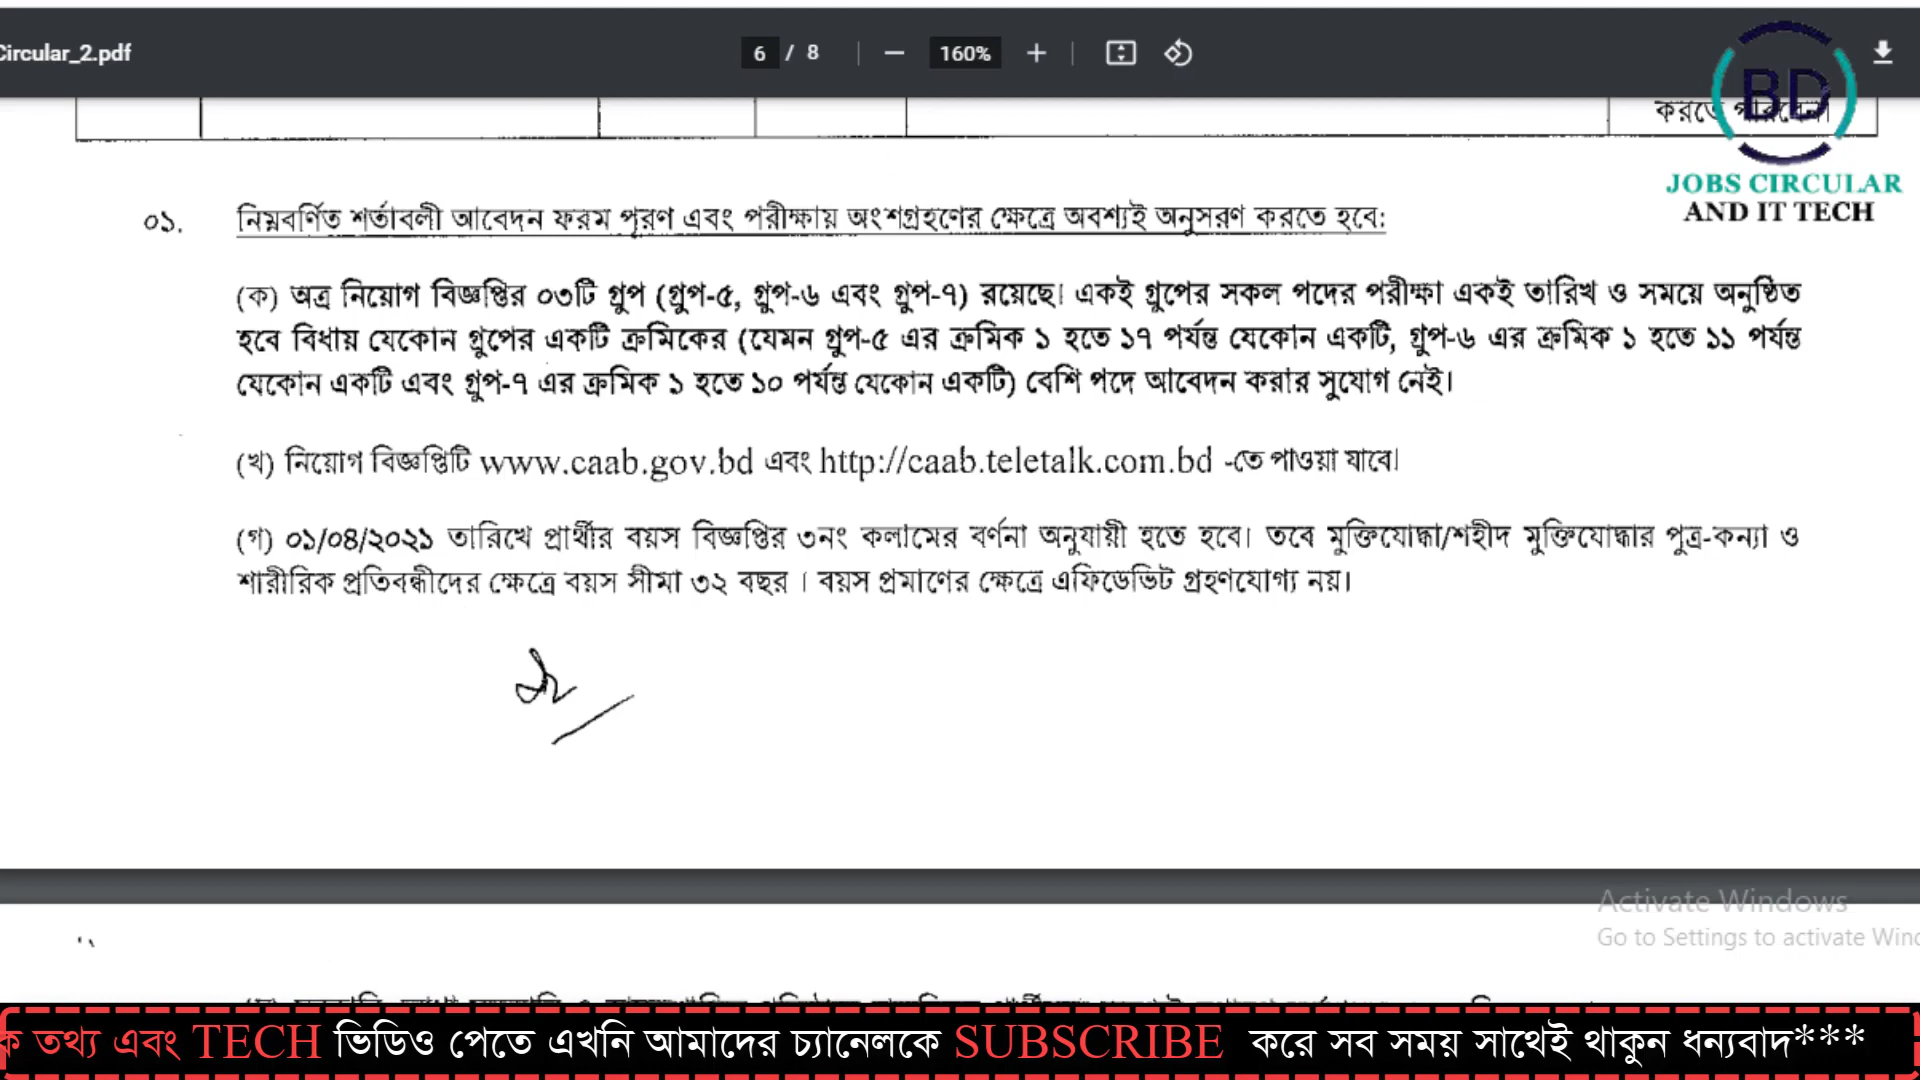 Circular_2.pdf
6 / 8
160%
করতে পারবেন।
BD
JOBS CIRCULAR
AND IT TECH
০১. নিম্নবর্ণিত শর্তাবলী আবেদন ফরম পূরণ এবং পরীক্ষায় অংশগ্রহণের ক্ষেত্রে অবশ্যই অনুসরণ করতে হবে:
(ক) অত্র নিয়োগ বিজ্ঞপ্তির ০৩টি গ্রুপ (গ্রুপ-৫, গ্রুপ-৬ এবং গ্রুপ-৭) রয়েছে। একই গ্রুপের সকল পদের পরীক্ষা একই তারিখ ও সময়ে অনুষ্ঠিত
হবে বিধায় যেকোন গ্রুপের একটি ক্রমিকের (যেমন গ্রুপ-৫ এর ক্রমিক ১ হতে ১৭ পর্যন্ত যেকোন একটি, গ্রুপ-৬ এর ক্রমিক ১ হতে ১১ পর্যন্ত
যেকোন একটি এবং গ্রুপ-৭ এর ক্রমিক ১ হতে ১০ পর্যন্ত যেকোন একটি) বেশি পদে আবেদন করার সুযোগ নেই।
(খ) নিয়োগ বিজ্ঞপ্তিটি www.caab.gov.bd এবং http://caab.teletalk.com.bd -তে পাওয়া যাবে।
(গ) ০১/০৪/২০২১ তারিখে প্রার্থীর বয়স বিজ্ঞপ্তির ৩নং কলামের বর্ণনা অনুযায়ী হতে হবে। তবে মুক্তিযোদ্ধা/শহীদ মুক্তিযোদ্ধার পুত্র-কন্যা ও
শারীরিক প্রতিবন্ধীদের ক্ষেত্রে বয়স সীমা ৩২ বছর । বয়স প্রমাণের ক্ষেত্রে এফিডেভিট গ্রহণযোগ্য নয়।
Activate Windows
Go to Settings to activate Wind
ক তথ্য এবং TECH ভিডিও পেতে এখনি আমাদের চ্যানেলকে SUBSCRIBE করে সব সময় সাথেই থাকুন ধন্যবাদ***